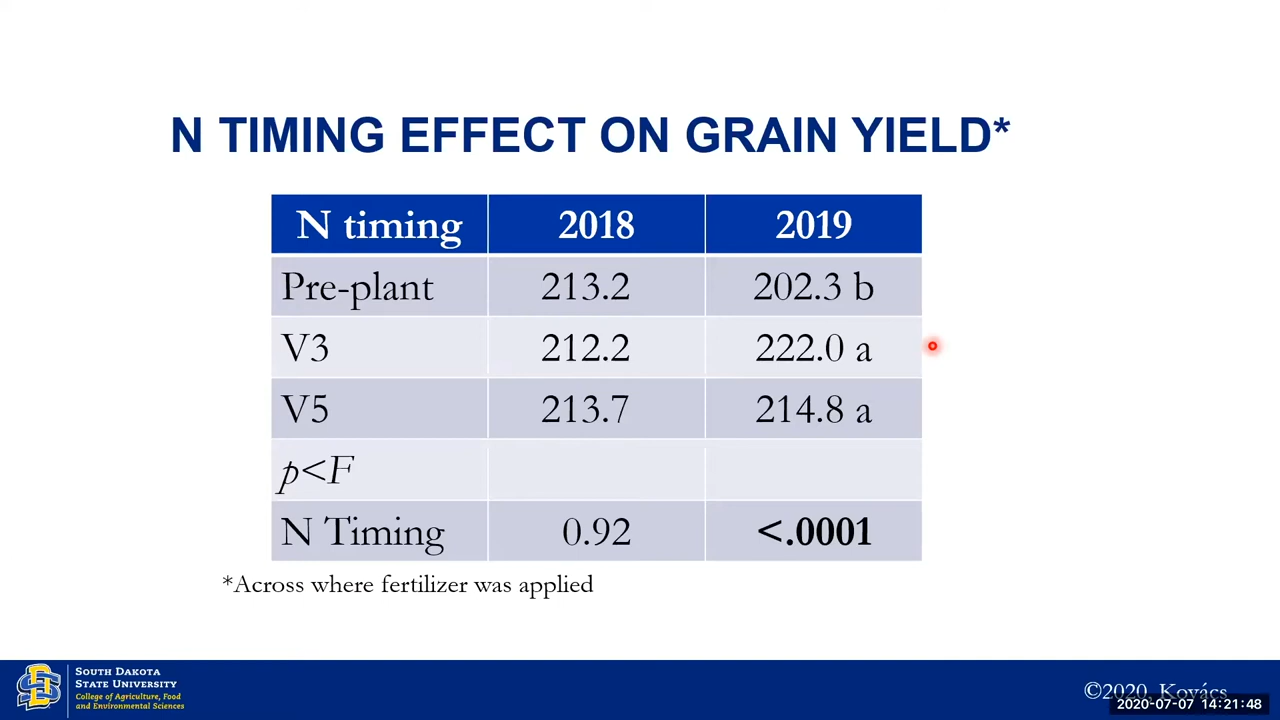 N TIMING EFFECT ON GRAIN YIELD*
N timing 2018 2019
Pre-plant 213.2 202.3 b
V3 212.2 222.0 a
V5 213.7 214.8 a
p<F
N Timing 0.92 <.0001
*Across where fertilizer was applied
SOUTH DAKOTA
STATE UNIVERSITY
College of Agriculture, Food
and Environmental Sciences
©2020, Kovács
2020-07-07 14:21:48